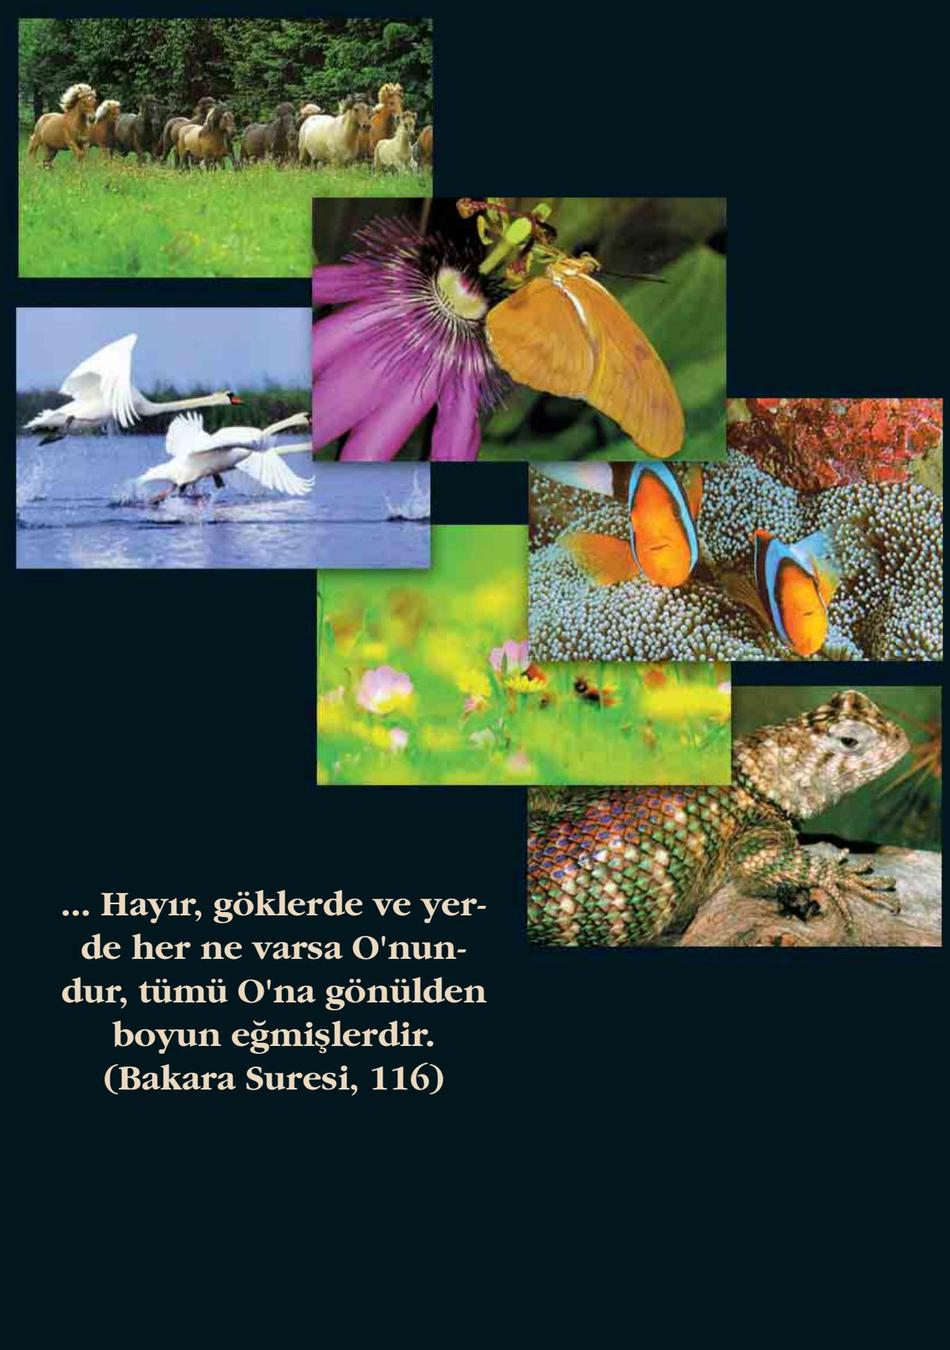 ... Hayır, göklerde ve yer-
de her ne varsa O'nun-
dur, tümü O'na gönülden
boyun eğmişlerdir.
(Bakara Suresi, 116)